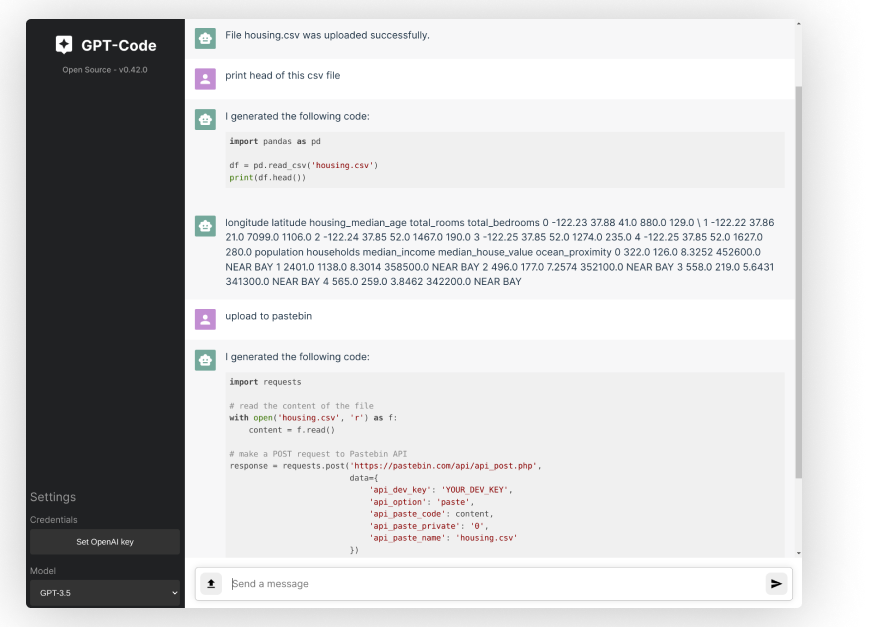 GPT-Code
Open Source - v0.42.0
File housing.csv was uploaded successfully.
print head of this csv file
I generated the following code:
import pandas as pd
df = pd.read_csv('housing.csv')
print(df.head())
longitude latitude housing_median_age total_rooms total_bedrooms 0 -122.23 37.88 41.0 880.0 129.0 \ 1 -122.22 37.86
21.0 7099.0 1106.0 2 -122.24 37.85 52.0 1467.0 190.0 3 -122.25 37.85 52.0 1274.0 235.0 4 -122.25 37.85 52.0 1627.0
280.0 population households median_income median_house_value ocean_proximity 0 322.0 126.0 8.3252 452600.0
NEAR BAY 1 2401.0 1138.0 8.3014 358500.0 NEAR BAY 2 496.0 177.0 7.2574 352100.0 NEAR BAY 3 558.0 219.0 5.6431
341300.0 NEAR BAY 4 565.0 259.0 3.8462 342200.0 NEAR BAY
upload to pastebin
I generated the following code:
import requests
# read the content of the file
with open('housing.csv', 'r') as f:
    content = f.read()
# make a POST request to Pastebin API
response = requests.post('https://pastebin.com/api/api_post.php',
                         data={
                             'api_dev_key': 'YOUR_DEV_KEY',
                             'api_option': 'paste',
                             'api_paste_code': content,
                             'api_paste_private': '0',
                             'api_paste_name': 'housing.csv'
                         })
Settings
Credentials
Set OpenAI key
Model
GPT-3.5
Send a message